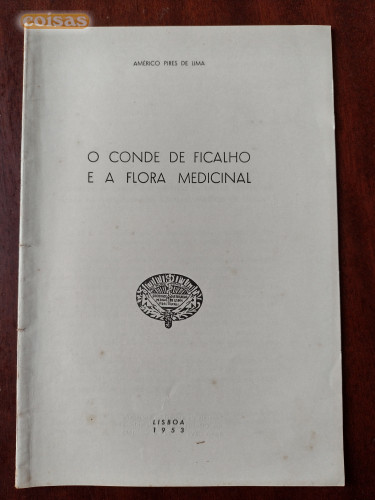 coisas
AMÉRICO PIRES DE LIMA
O CONDE DE FICALHO
E A FLORA MEDICINAL
LISBOA
1953